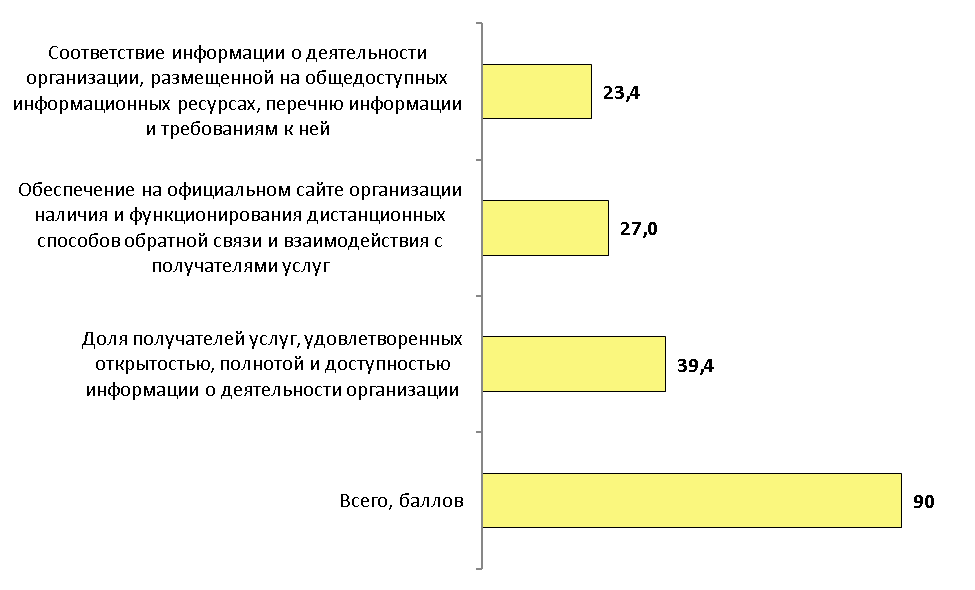 Соответствие информации о деятельности
организации, размещенной на общедоступных
информационных ресурсах, перечню информации
и требованиям к ней
23,4
Обеспечение на официальном сайте организации
наличия и функционирования дистанционных
способов обратной связи и взаимодействия с
получателями услуг
27,0
Доля получателей услуг, удовлетворенных
открытостью, полнотой и доступностью
информации о деятельности организации
39,4
Всего, баллов
90